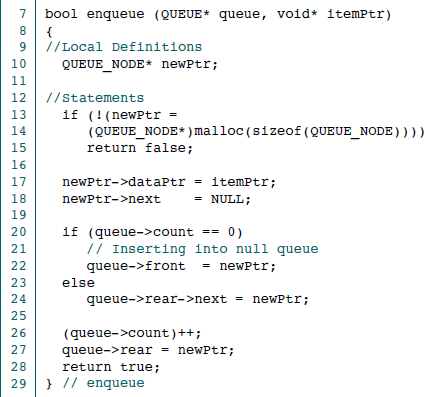 7 bool enqueue (QUEUE* queue, void* itemPtr)
8 {
9 //Local Definitions
10 QUEUE_NODE* newPtr;
11
12 //Statements
13 if (!(newPtr =
14 (QUEUE_NODE*)malloc(sizeof(QUEUE_NODE))))
15 return false;
16
17 newPtr->dataPtr = itemPtr;
18 newPtr->next = NULL;
19
20 if (queue->count == 0)
21 // Inserting into null queue
22 queue->front = newPtr;
23 else
24 queue->rear->next = newPtr;
25
26 (queue->count)++;
27 queue->rear = newPtr;
28 return true;
29 } // enqueue